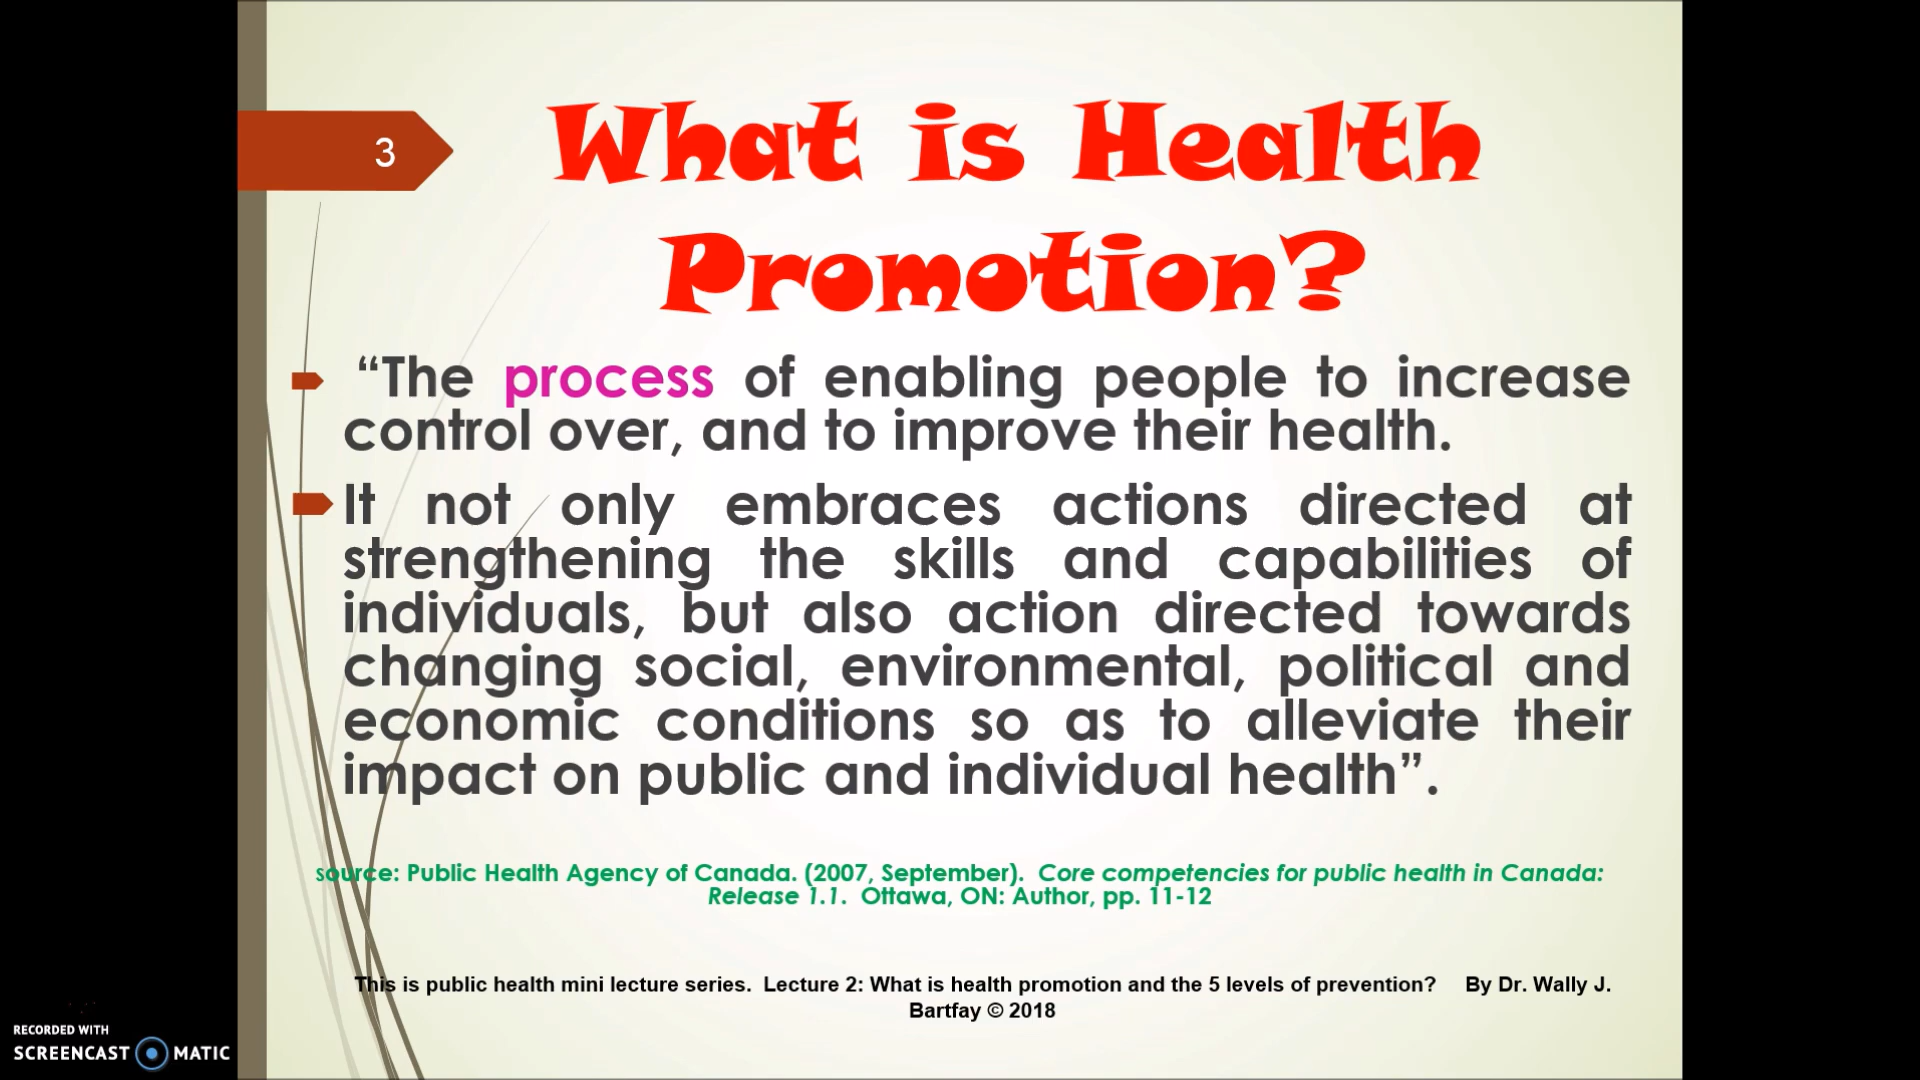 3
What is Health
Promotion?
“The process of enabling people to increase
control over, and to improve their health.
It not only embraces actions directed at
strengthening the skills and capabilities of
individuals, but also action directed towards
changing social, environmental, political and
economic conditions so as to alleviate their
impact on public and individual health”.
source: Public Health Agency of Canada. (2007, September). Core competencies for public health in Canada:
Release 1.1. Ottawa, ON: Author, pp. 11-12
This is public health mini lecture series. Lecture 2: What is health promotion and the 5 levels of prevention? By Dr. Wally J.
Bartfay © 2018
RECORDED WITH
SCREENCAST MATIC